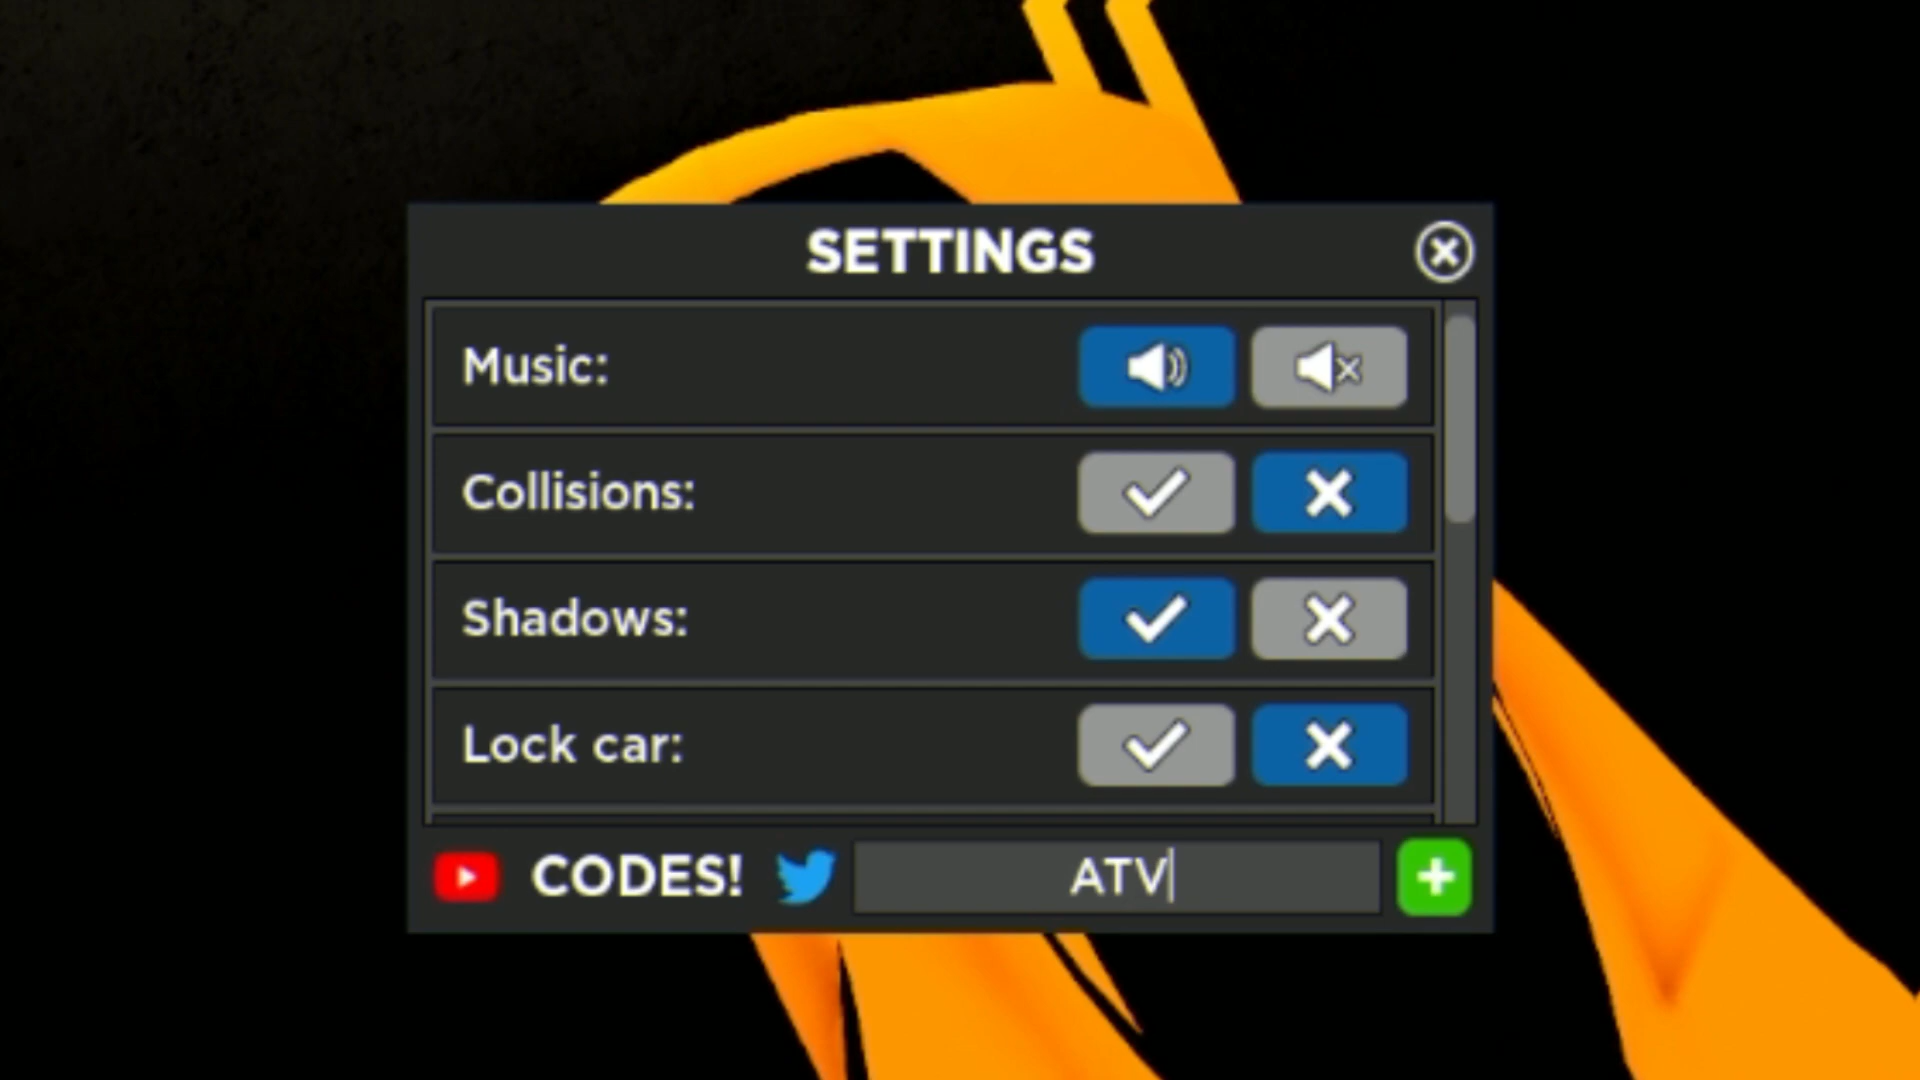 SETTINGS
Music:
Collisions:
Shadows:
Lock car:
CODES! ATV